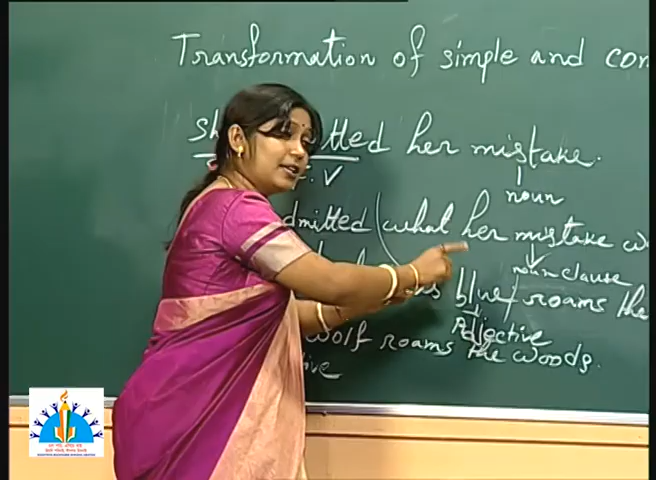 Transformation of simple and com
she admitted her mistake.
F.V
noun
admitted what her mistake w
noun clause
is blue roams the
Adjective
wolf roams the woods.